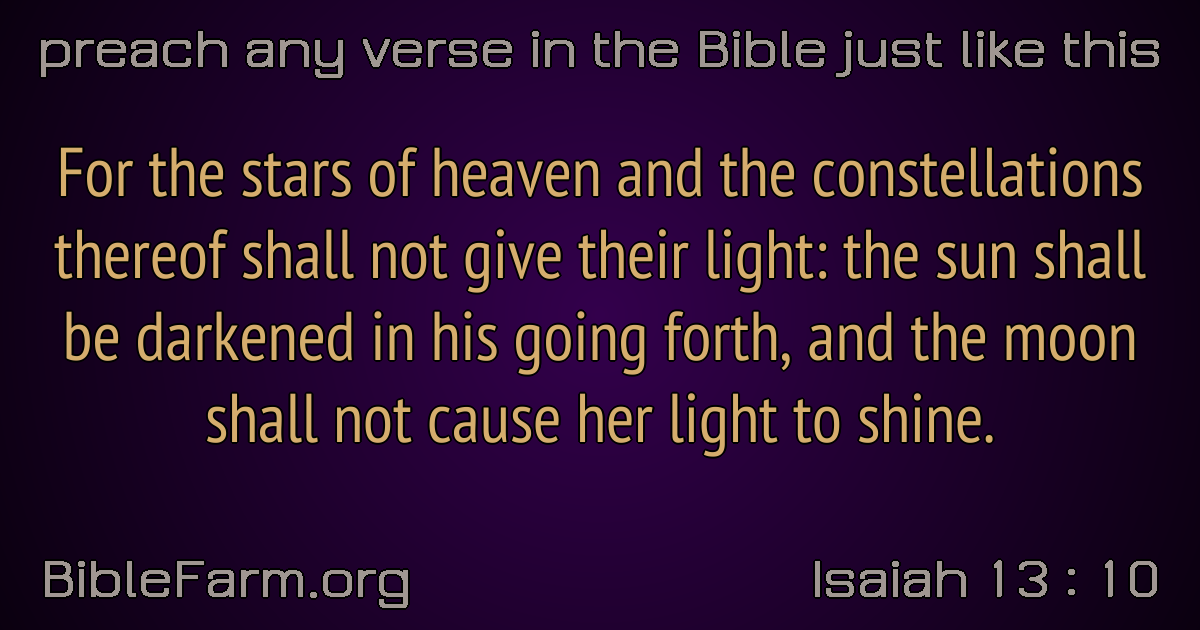 preach any verse in the Bible just like this
For the stars of heaven and the constellations
thereof shall not give their light: the sun shall
be darkened in his going forth, and the moon
shall not cause her light to shine.
BibleFarm.org
Isaiah 13 : 10